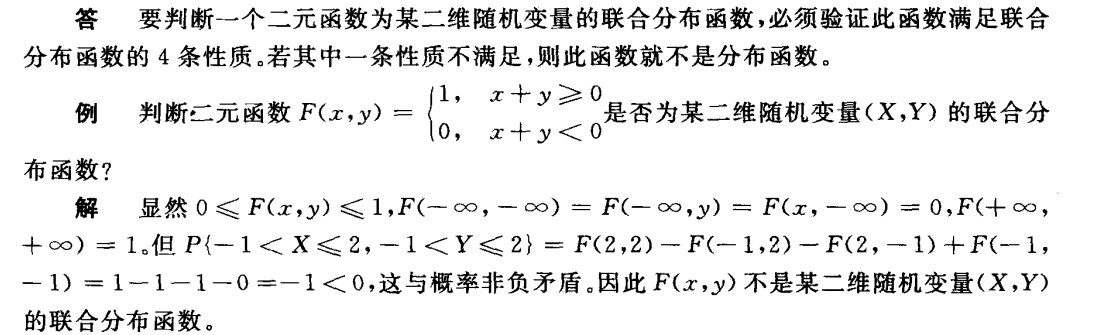 答 要判断一个二元函数为某二维随机变量的联合分布函数,必须验证此函数满足联合
分布函数的 4 条性质。若其中一条性质不满足,则此函数就不是分布函数。
例 判断二元函数 F(x,y) = {1, x+y⩾0
0, x+y<0 是否为某二维随机变量(X,Y) 的联合分
布函数?
解 显然 0⩽F(x,y)⩽1,F(−∞,−∞) = F(−∞,y) = F(x,−∞) = 0,F(+∞,
+∞) = 1。但 P{−1<X⩽2,−1<Y⩽2} = F(2,2)−F(−1,2)−F(2,−1)+F(−1,
−1) = 1−1−1−0=−1<0,这与概率非负矛盾。因此 F(x,y) 不是某二维随机变量(X,Y)
的联合分布函数。